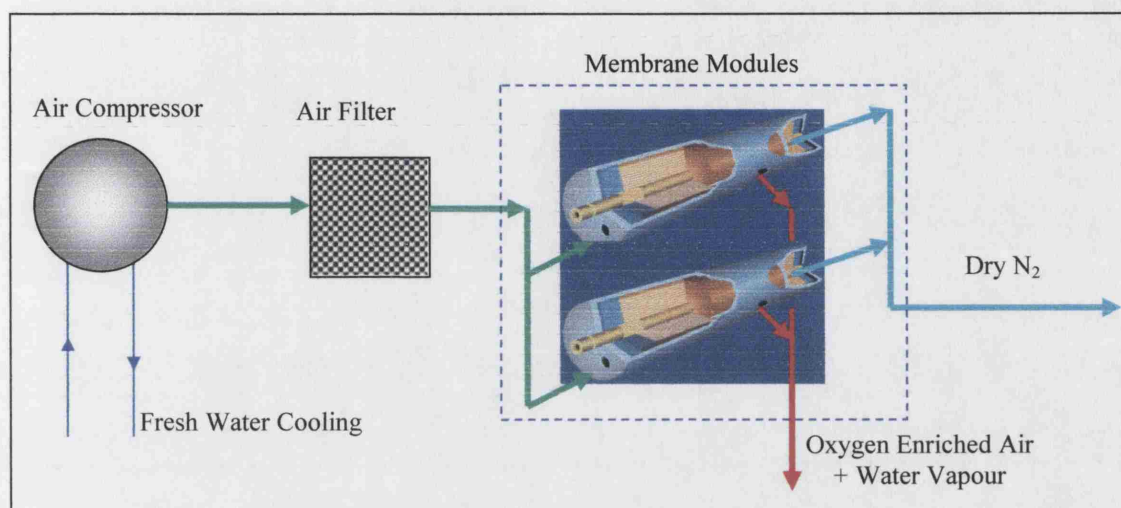 Membrane Modules
Air Compressor
Air Filter
Dry N₂
Fresh Water Cooling
Oxygen Enriched Air
+ Water Vapour